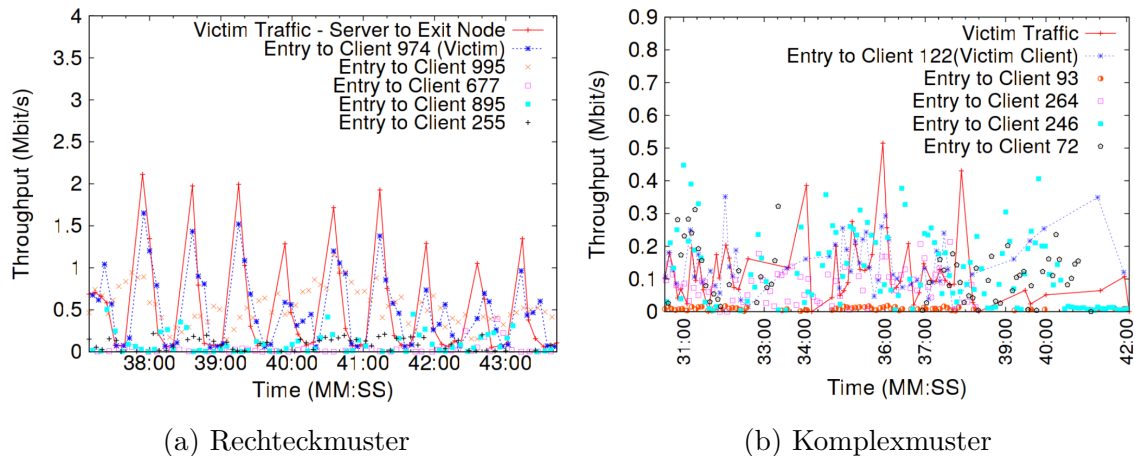 4
3.5
3
2.5
2
1.5
1
0.5
0
Throughput (Mbit/s)
Victim Traffic - Server to Exit Node
Entry to Client 974 (Victim)
Entry to Client 995
Entry to Client 677
Entry to Client 895
Entry to Client 255
38:00 39:00 40:00 41:00 42:00 43:00
Time (MM:SS)
(a) Rechteckmuster
0.9
0.8
0.7
0.6
0.5
0.4
0.3
0.2
0.1
0
Throughput (Mbit/s)
Victim Traffic
Entry to Client 122(Victim Client)
Entry to Client 93
Entry to Client 264
Entry to Client 246
Entry to Client 72
31:00 33:00 34:00 36:00 37:00 39:00 40:00 42:00
Time (MM:SS)
(b) Komplexmuster